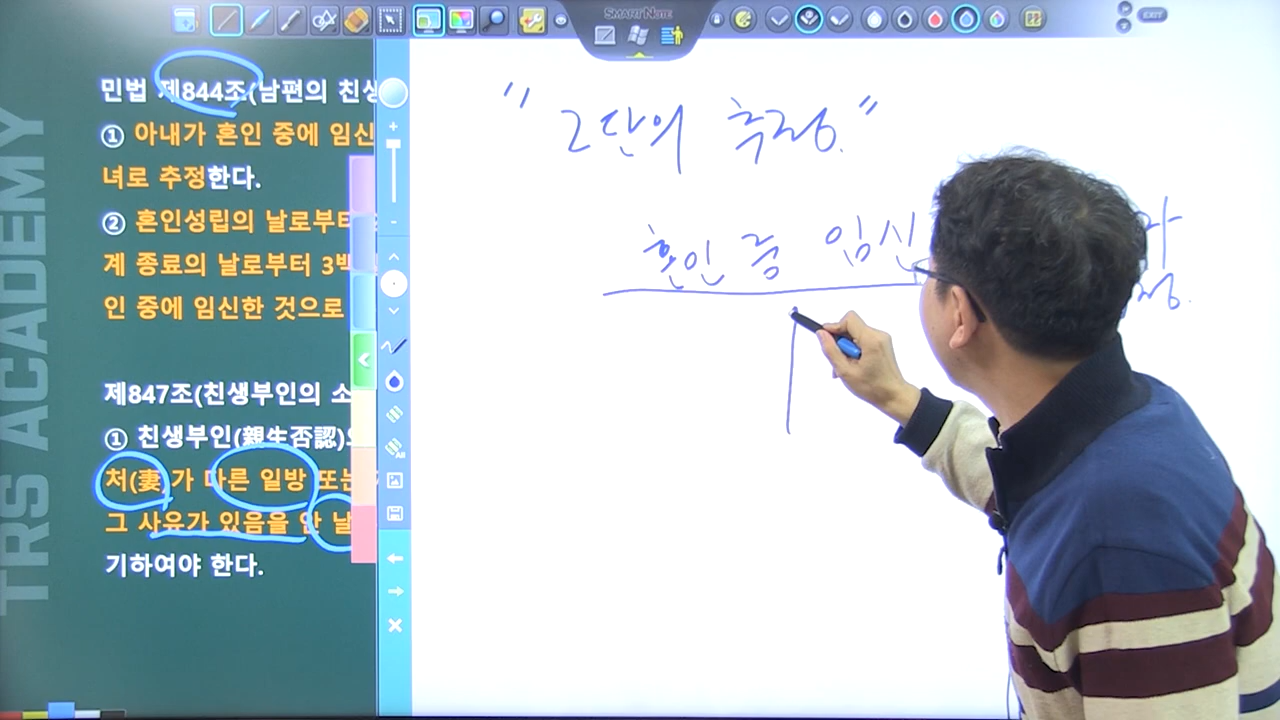 SMARTNOTE
EXIT
TRS ACADEMY
민법 제844조(남편의 친생
① 아내가 혼인 중에 임신
녀로 추정한다.
② 혼인성립의 날로부터
계 종료의 날로부터 3백
인 중에 임신한 것으로
제847조(친생부인의 소
① 친생부인(親生否認)의
처(妻)가 다른 일방 또는
그 사유가 있음을 안 날
기하여야 한다.
"2단의 추정."
혼인 중 임신
자
정.
All